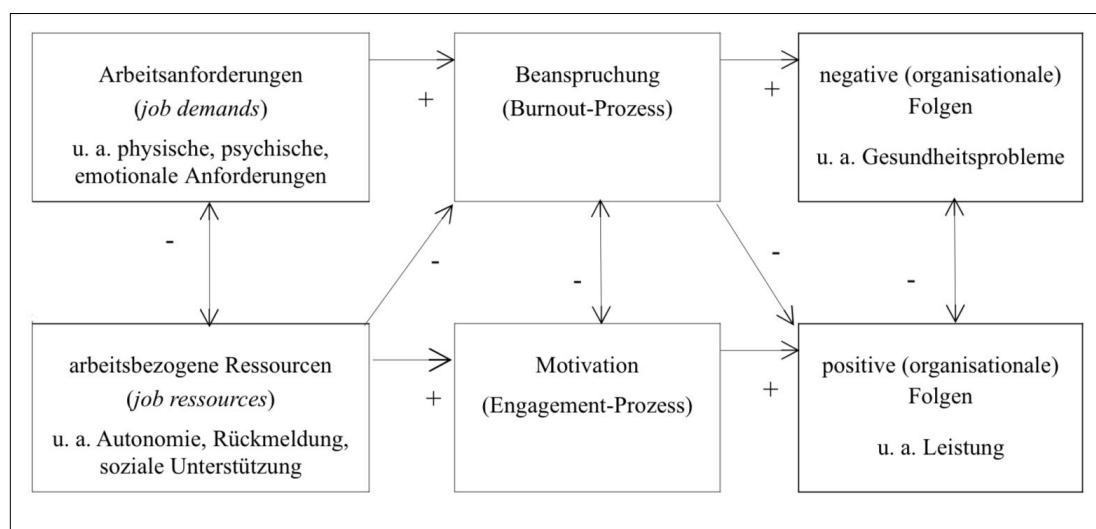 Arbeitsanforderungen
(job demands)
u. a. physische, psychische,
emotionale Anforderungen
+
Beanspruchung
(Burnout-Prozess)
+
negative (organisationale)
Folgen
u. a. Gesundheitsprobleme
-
-
-
-
-
arbeitsbezogene Ressourcen
(job ressources)
u. a. Autonomie, Rückmeldung,
soziale Unterstützung
+
Motivation
(Engagement-Prozess)
+
positive (organisationale)
Folgen
u. a. Leistung